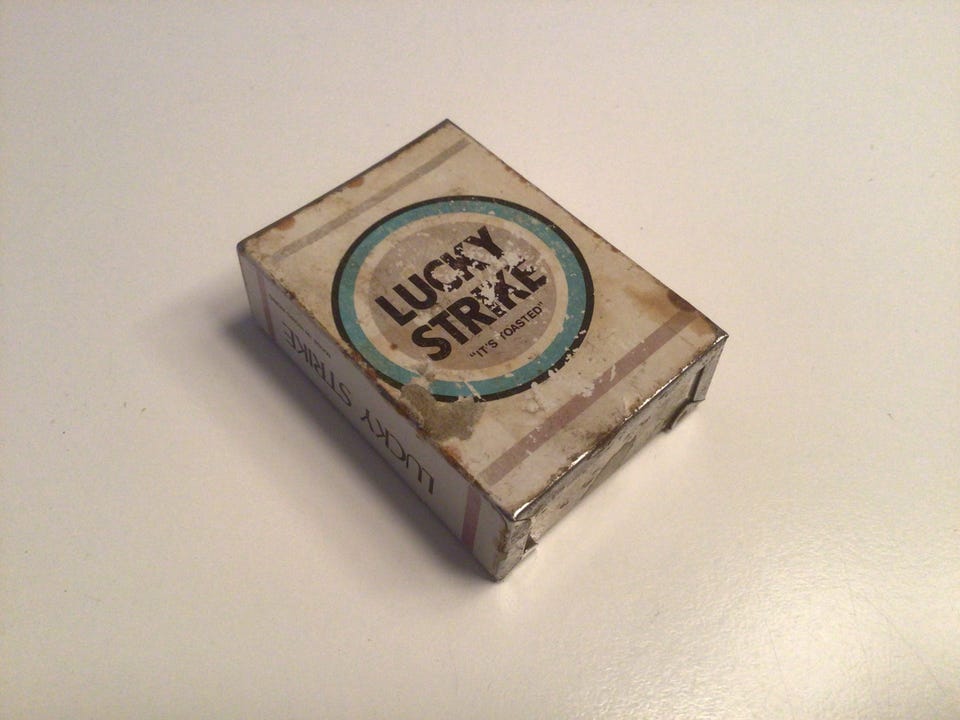 LUCKY
STRIKE
"IT'S TOASTED"
LUCKY STRIKE